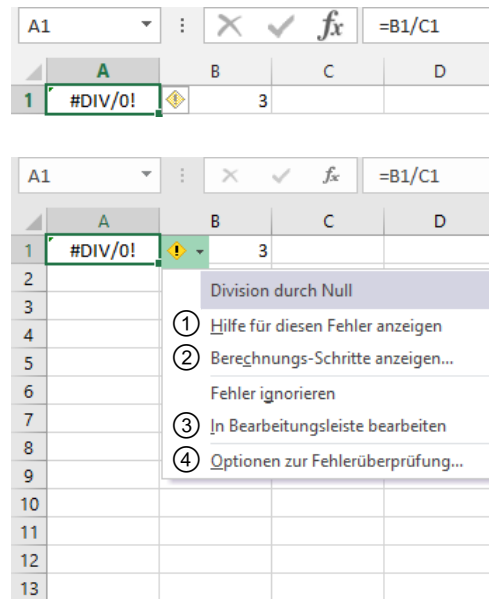 A1 fx =B1/C1
A B C D
1 #DIV/0! 3
A1 fx =B1/C1
A B C D
1 #DIV/0! 3
2 Division durch Null
3 ① Hilfe für diesen Fehler anzeigen
4
5 ② Berechnungs-Schritte anzeigen...
6 Fehler ignorieren
7 ③ In Bearbeitungsleiste bearbeiten
8
9 ④ Optionen zur Fehlerüberprüfung...
10
11
12
13